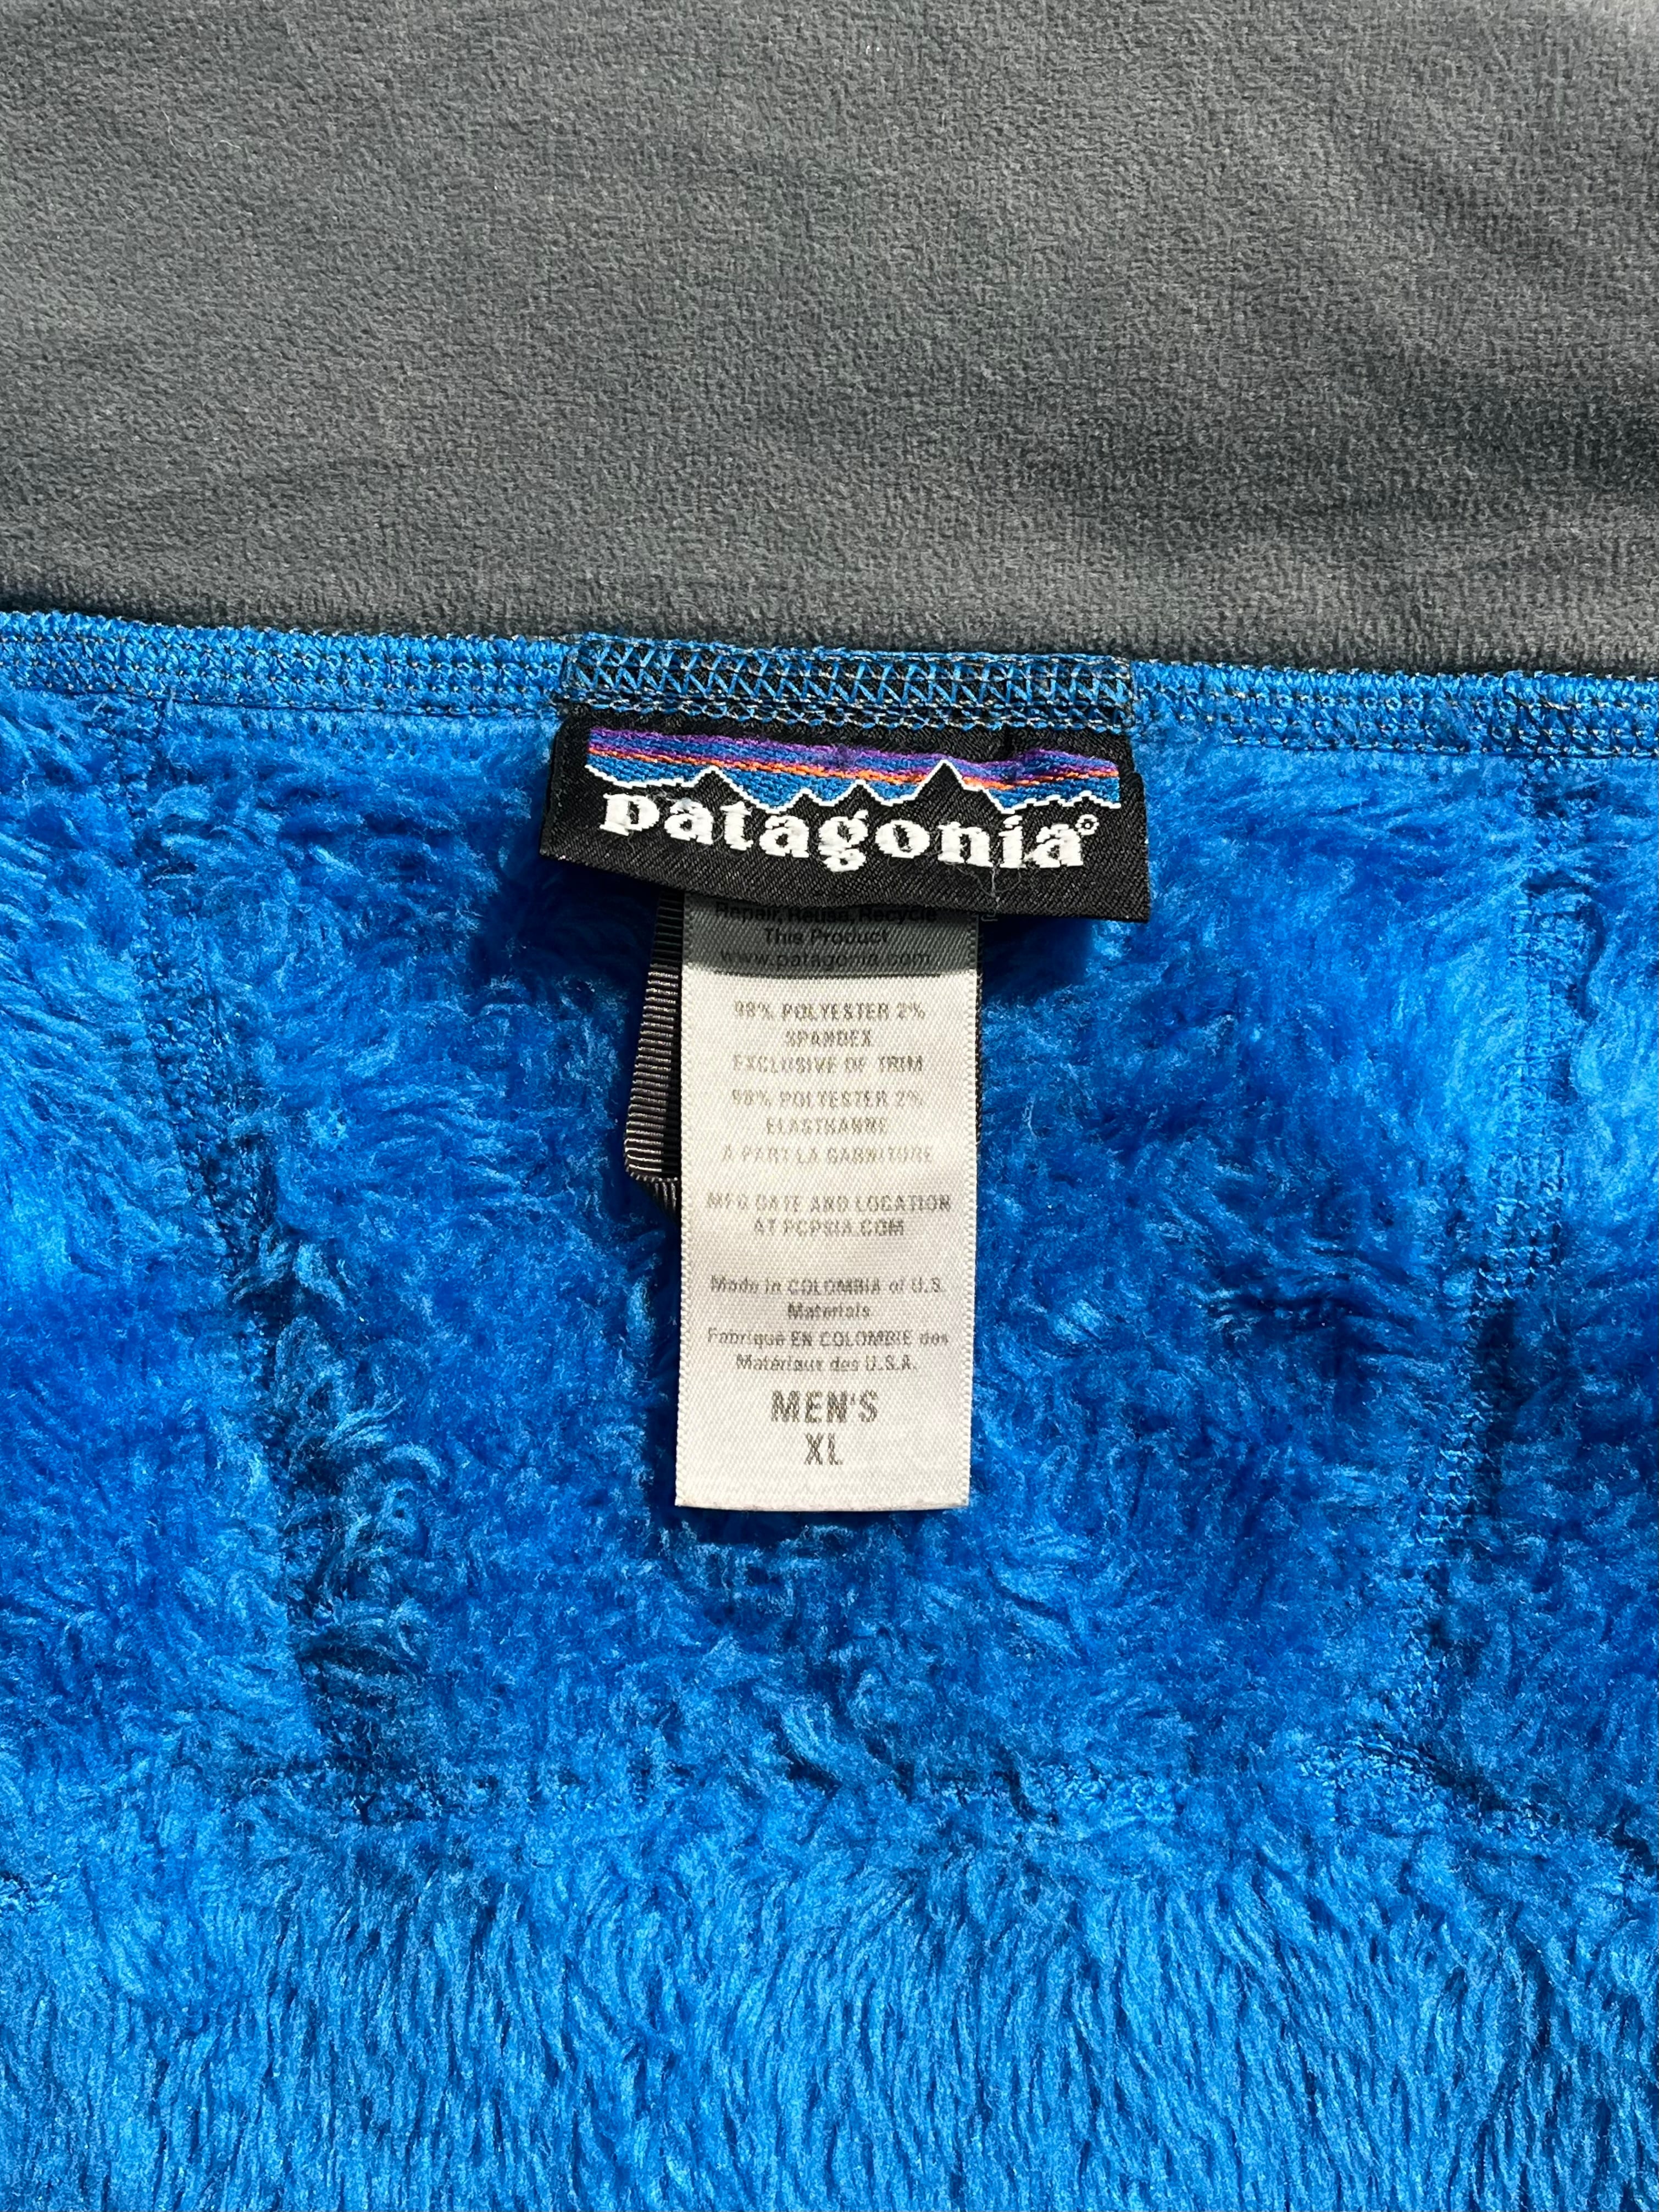 patagonia®
Repair, Reuse, Recycle
This Product
www.patagonia.com
98% POLYESTER 2%
SPANDEX
EXCLUSIVE OF TRIM
98% POLYESTER 2%
ELASTHANNE
À PART LA GARNITURE
MFG DATE AND LOCATION
AT PCPSIA.COM
Made in COLOMBIA of U.S.
Materials
Fabriqué EN COLOMBIE des
Matériaux des U.S.A.
MEN'S
XL